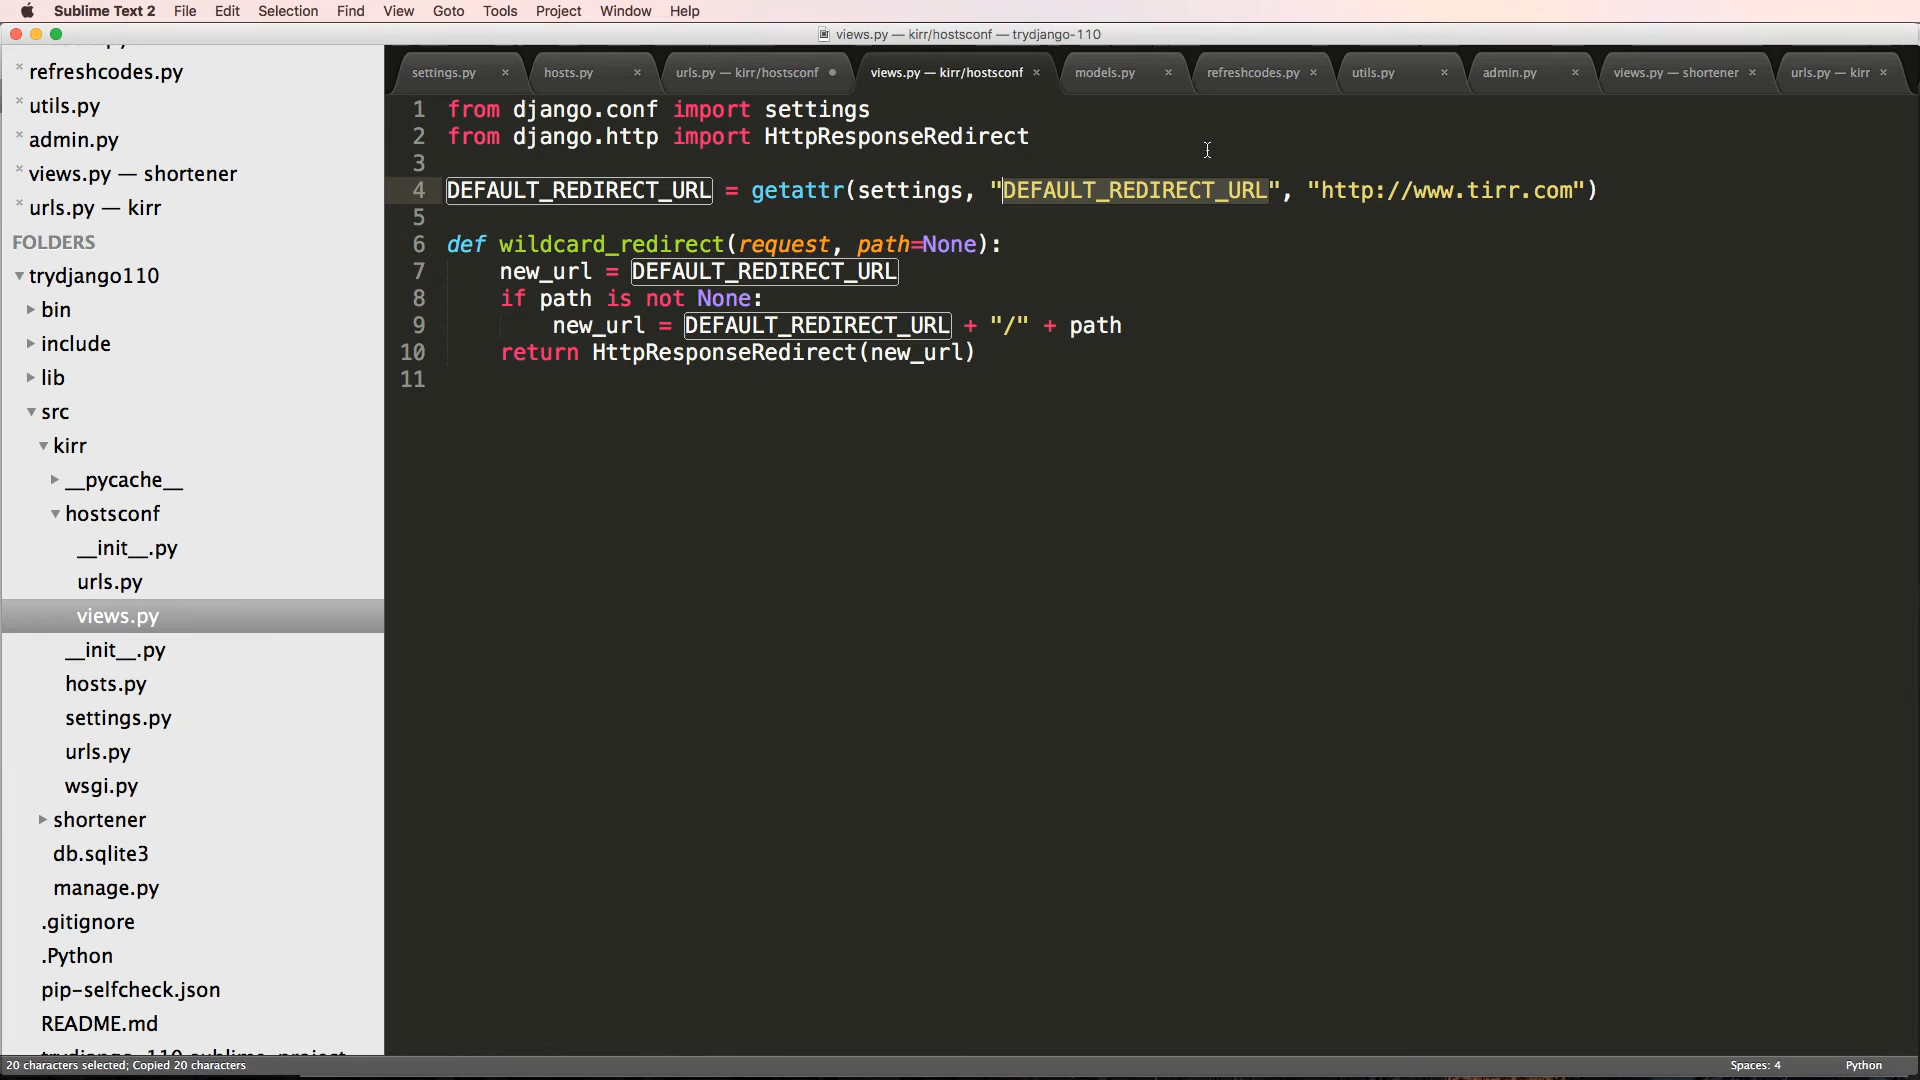 Sublime Text 2 File Edit Selection Find View Goto Tools Project Window Help
views.py — kirr/hostsconf — trydjango-110
settings.py × hosts.py × urls.py — kirr/hostsconf views.py — kirr/hostsconf × models.py × refreshcodes.py × utils.py × admin.py × views.py — shortener × urls.py — kirr ×
× refreshcodes.py
× utils.py
× admin.py
× views.py — shortener
× urls.py — kirr
FOLDERS
trydjango110
bin
include
lib
src
kirr
__pycache__
hostsconf
__init__.py
urls.py
views.py
__init__.py
hosts.py
settings.py
urls.py
wsgi.py
shortener
db.sqlite3
manage.py
.gitignore
.Python
pip-selfcheck.json
README.md
1 from django.conf import settings
2 from django.http import HttpResponseRedirect
3
4 DEFAULT_REDIRECT_URL = getattr(settings, "DEFAULT_REDIRECT_URL", "http://www.tirr.com")
5
6 def wildcard_redirect(request, path=None):
7     new_url = DEFAULT_REDIRECT_URL
8     if path is not None:
9         new_url = DEFAULT_REDIRECT_URL + "/" + path
10     return HttpResponseRedirect(new_url)
11
20 characters selected; Copied 20 characters
Spaces: 4 Python